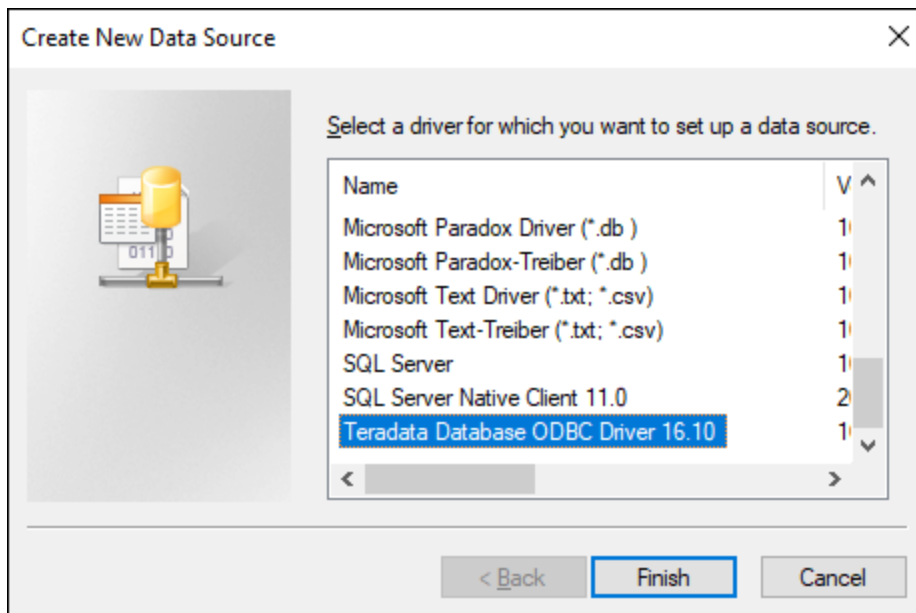 Create New Data Source
Select a driver for which you want to set up a data source.
Name
Microsoft Paradox Driver (*.db )
Microsoft Paradox-Treiber (*.db )
Microsoft Text Driver (*.txt; *.csv)
Microsoft Text-Treiber (*.txt; *.csv)
SQL Server
SQL Server Native Client 11.0
Teradata Database ODBC Driver 16.10
< Back
Finish
Cancel